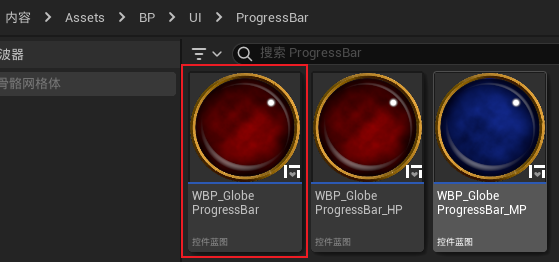 内容 > Assets > BP > UI > ProgressBar
波器
搜索 ProgressBar
骨骼网格体
WBP_Globe
ProgressBar
控件蓝图
WBP_Globe
ProgressBar_HP
控件蓝图
WBP_Globe
ProgressBar_MP
控件蓝图